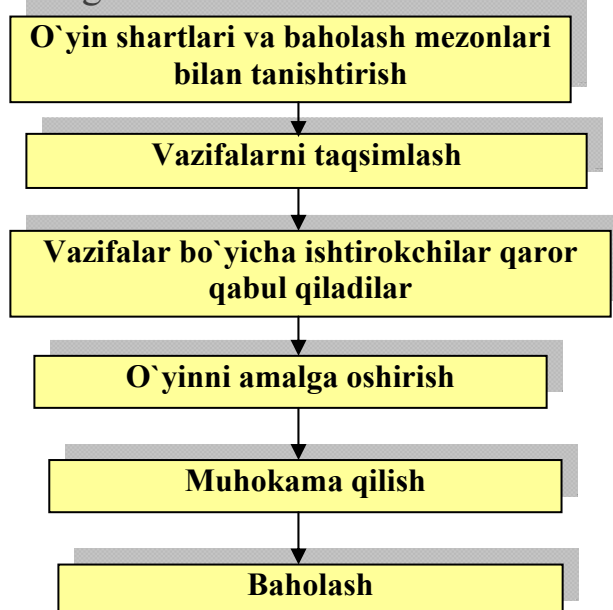 O`yin shartlari va baholash mezonlari
bilan tanishtirish
Vazifalarni taqsimlash
Vazifalar bo`yicha ishtirokchilar qaror
qabul qiladilar
O`yinni amalga oshirish
Muhokama qilish
Baholash